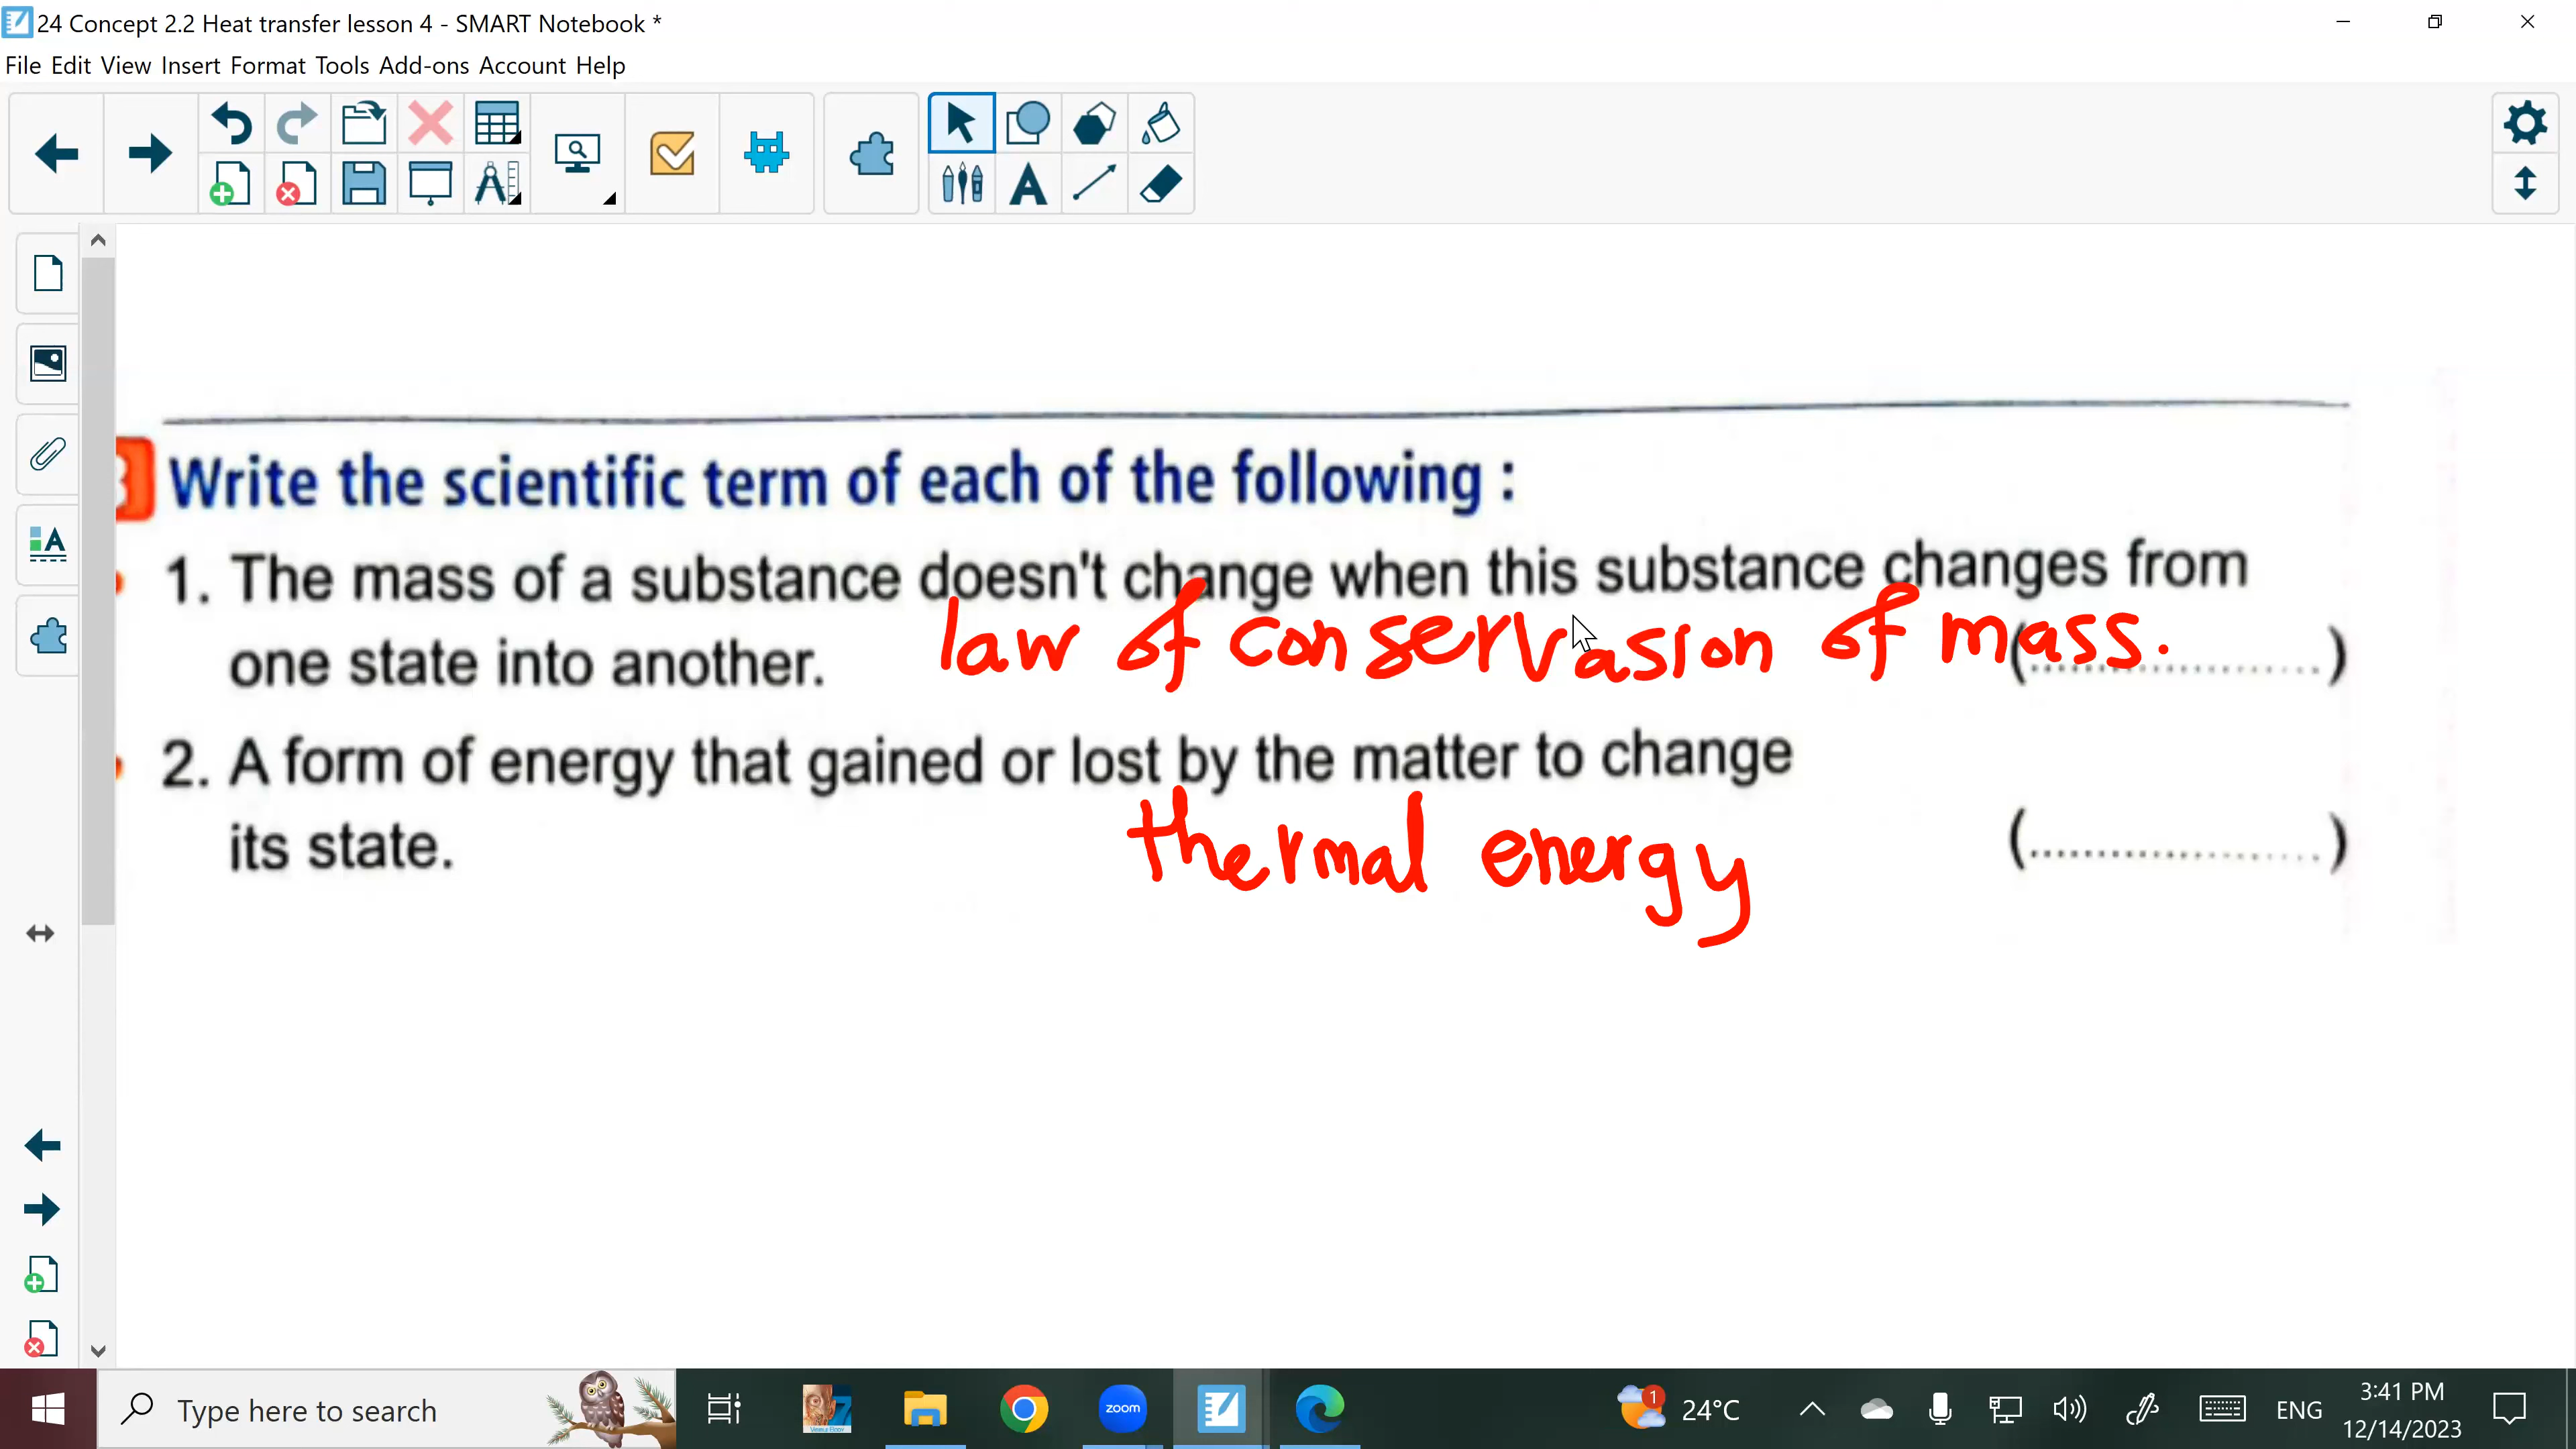 24 Concept 2.2 Heat transfer lesson 4 - SMART Notebook *
File Edit View Insert Format Tools Add-ons Account Help
Write the scientific term of each of the following :
1. The mass of a substance doesn't change when this substance changes from
one state into another. law of conservasion of mass. (....................)
2. A form of energy that gained or lost by the matter to change
its state. thermal energy (....................)
Type here to search
zoom
1
24°C
ENG
3:41 PM
12/14/2023